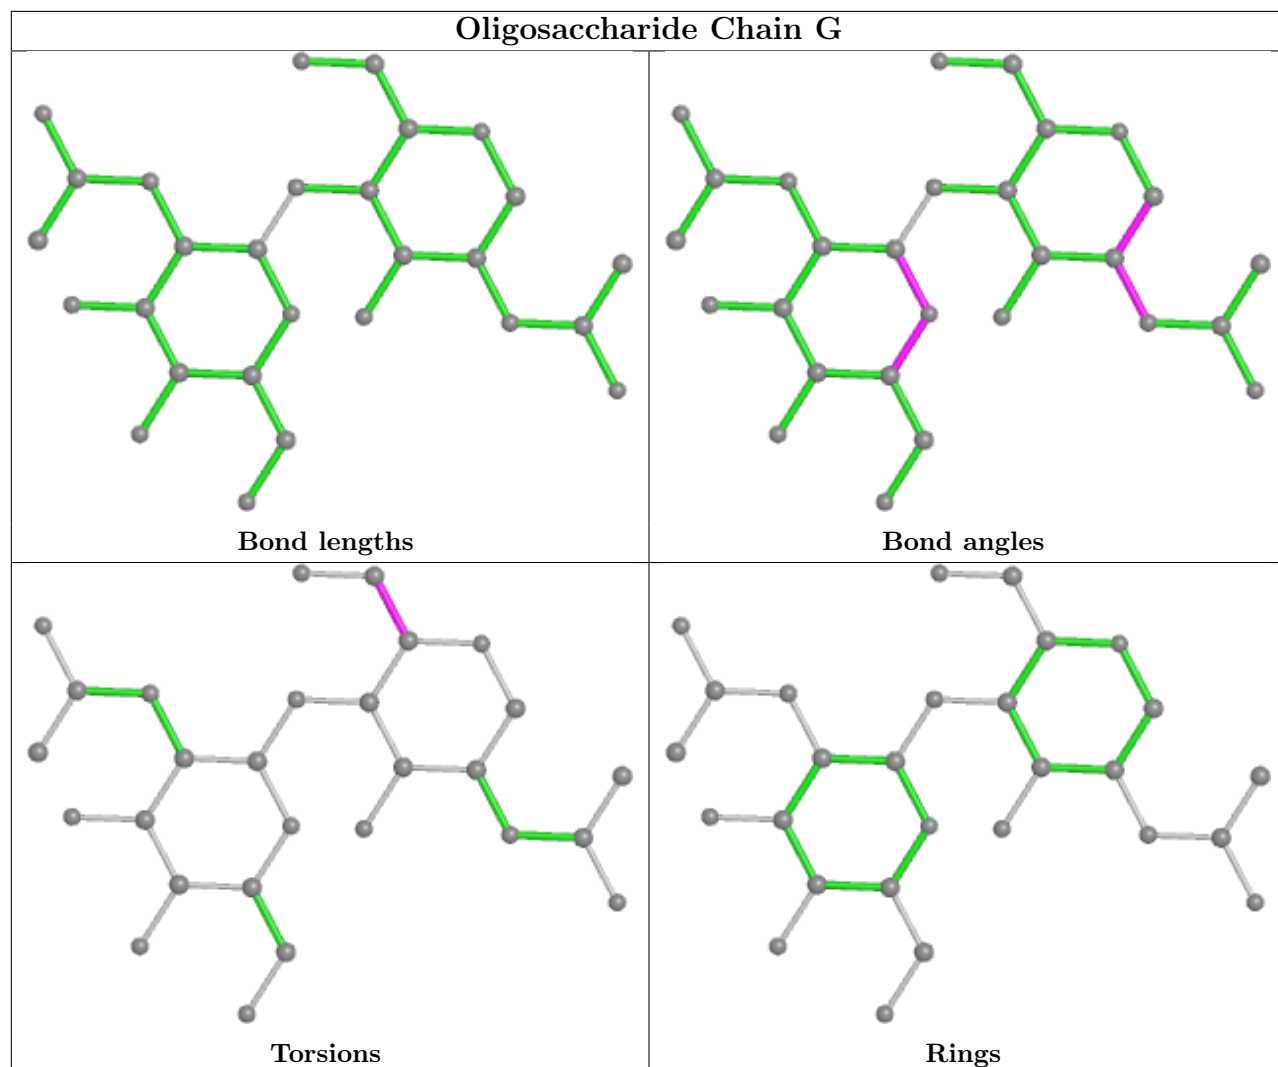 Oligosaccharide Chain G
Bond lengths
Bond angles
Torsions
Rings